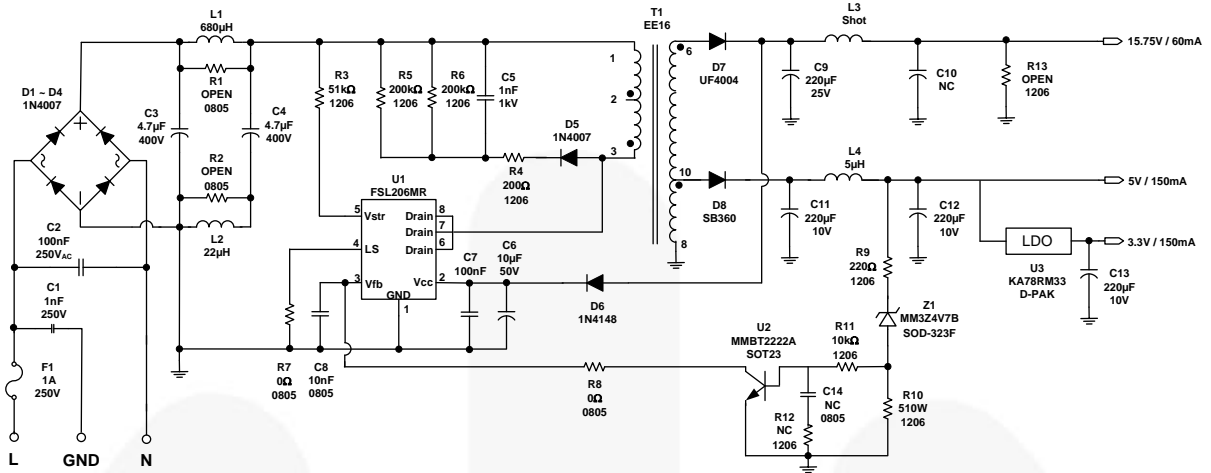 L1
680µH
R1
OPEN
0805
D1 ~ D4
1N4007
C3
4.7µF
400V
C4
4.7µF
400V
R2
OPEN
0805
L2
22µH
C2
100nF
250VAC
C1
1nF
250V
F1
1A
250V
L
GND
N
R3
51kΩ
1206
R5
200kΩ
1206
R6
200kΩ
1206
C5
1nF
1kV
D5
1N4007
R4
200Ω
1206
U1
FSL206MR
5
Vstr
Drain
8
Drain
7
4
LS
Drain
6
3
Vfb
Vcc
2
GND
1
C7
100nF
C6
10µF
50V
D6
1N4148
R7
0Ω
0805
C8
10nF
0805
R8
0Ω
0805
T1
EE16
1
2
3
6
10
8
D7
UF4004
C9
220µF
25V
L3
Shot
C10
NC
R13
OPEN
1206
15.75V / 60mA
D8
SB360
L4
5µH
C11
220µF
10V
C12
220µF
10V
5V / 150mA
LDO
U3
KA78RM33
D-PAK
3.3V / 150mA
C13
220µF
10V
R9
220Ω
1206
Z1
MM3Z4V7B
SOD-323F
U2
MMBT2222A
SOT23
R11
10kΩ
1206
C14
NC
0805
R12
NC
1206
R10
510W
1206